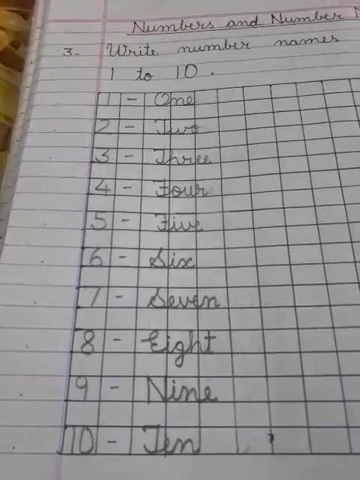 Numbers and Number
3. Write number names
1 to 10.
1 - One
2 - Two
3 - Three
4 - Four
5 - Five
6 - Six
7 - Seven
8 - Eight
9 - Nine
10 - Ten